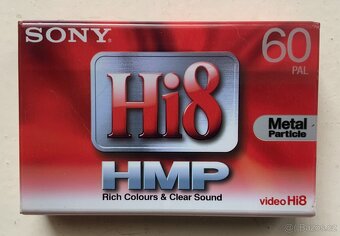 SONY
60
PAL
Hi8
Metal
Particle
HMP
Rich Colours & Clear Sound
video Hi8